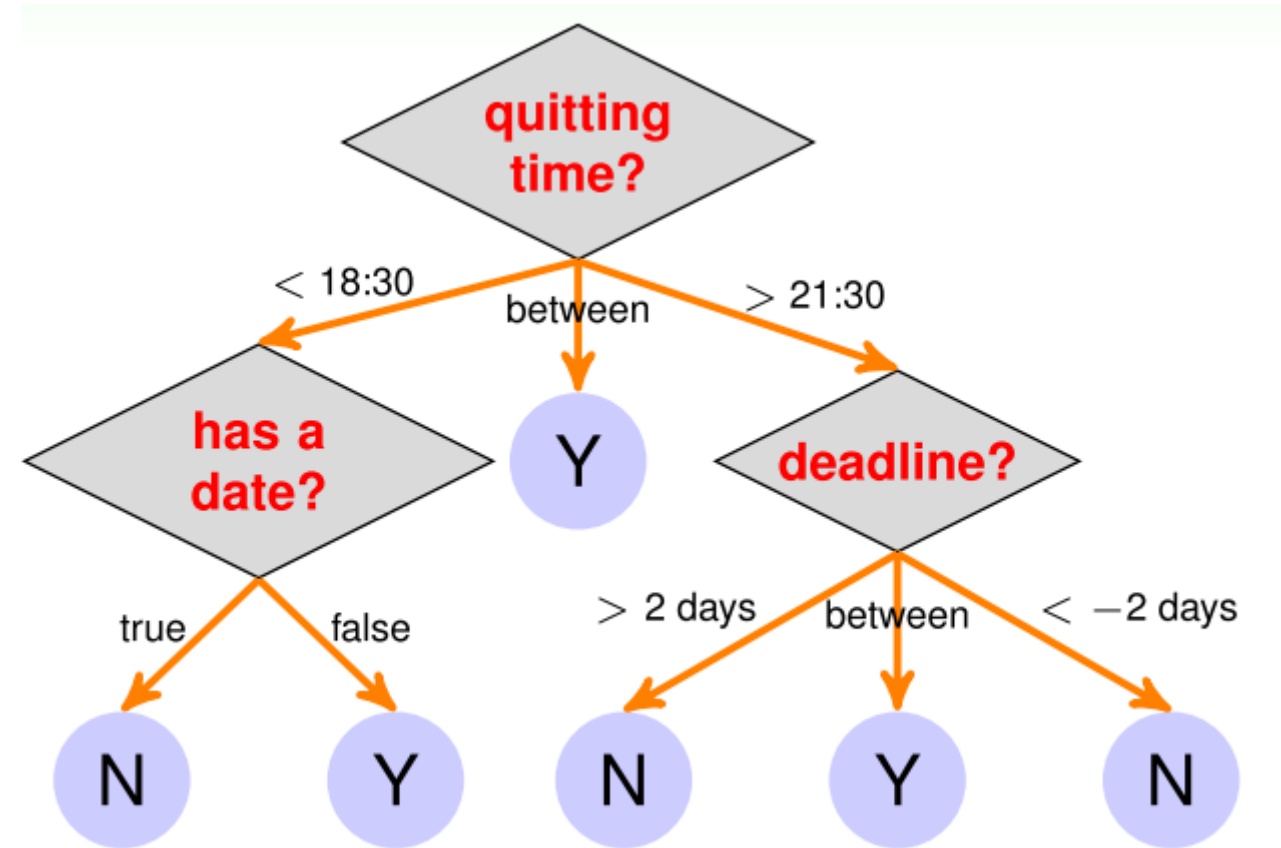 quitting
time?
< 18:30
between
> 21:30
has a
date?
Y
deadline?
true
false
> 2 days
between
< −2 days
N
Y
N
Y
N